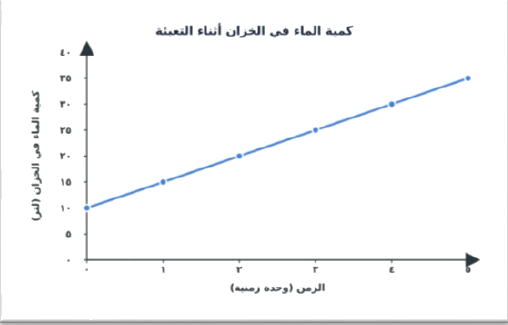 كمية الماء في الخزان أثناء التعبئة
٤٠
٣٥
٣٠
٢٥
٢٠
١٥
١٠
٥
٠
كمية الماء في الخزان (لتر)
٠ ١ ٢ ٣ ٤ ٥
الزمن (وحدة زمنية)